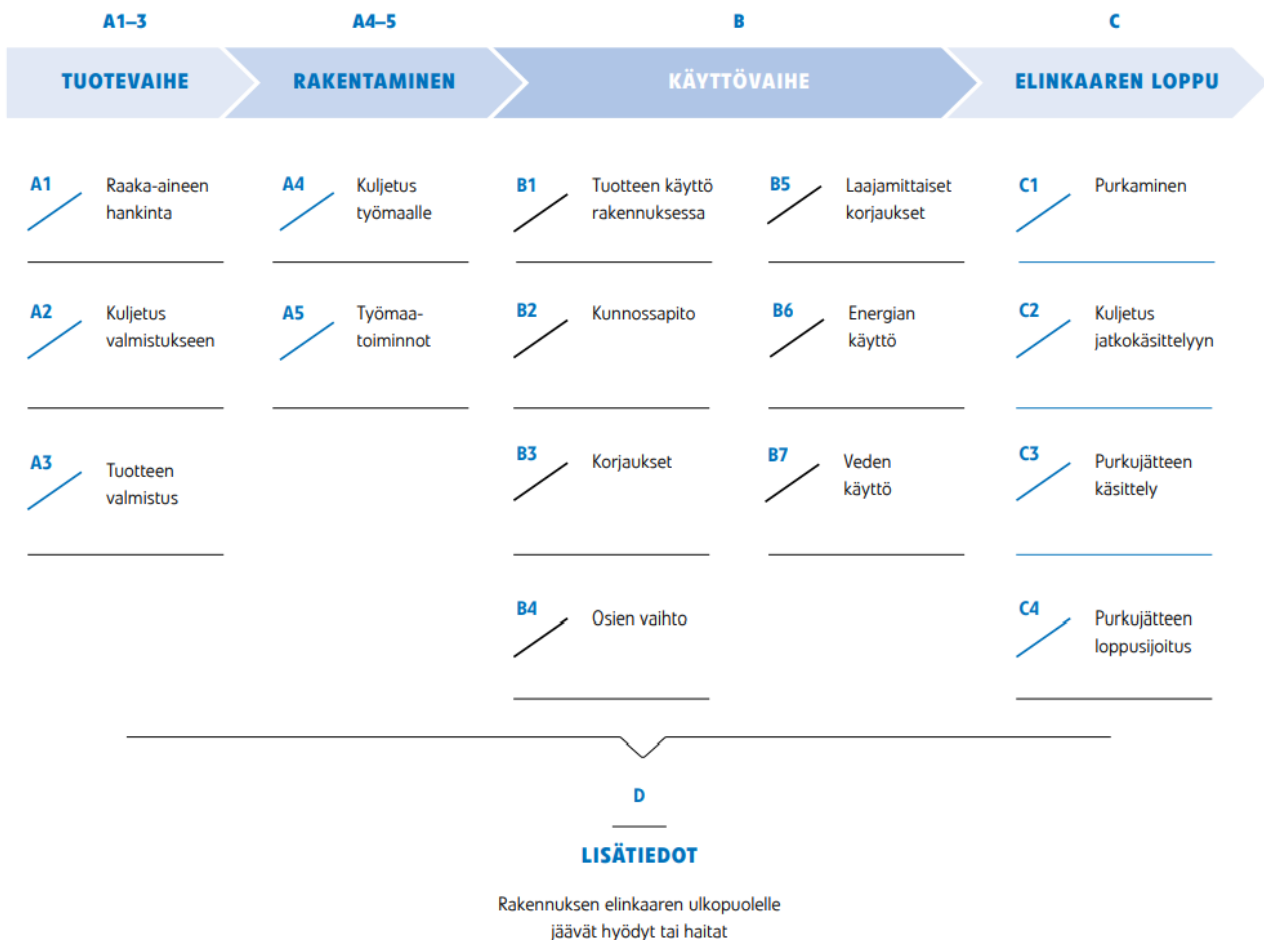 A1–3
A4–5
B
C
TUOTEVAIHE
RAKENTAMINEN
KÄYTTÖVAIHE
ELINKAAREN LOPPU
A1
Raaka-aineen
hankinta
A2
Kuljetus
valmistukseen
A3
Tuotteen
valmistus
A4
Kuljetus
työmaalle
A5
Työmaa-
toiminnot
B1
Tuotteen käyttö
rakennuksessa
B2
Kunnossapito
B3
Korjaukset
B4
Osien vaihto
B5
Laajamittaiset
korjaukset
B6
Energian
käyttö
B7
Veden
käyttö
C1
Purkaminen
C2
Kuljetus
jatkokäsittelyyn
C3
Purkujätteen
käsittely
C4
Purkujätteen
loppusijoitus
D
LISÄTIEDOT
Rakennuksen elinkaaren ulkopuolelle
jäävät hyödyt tai haitat